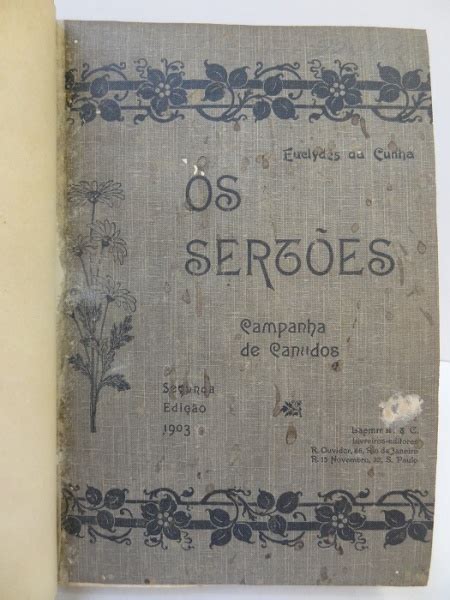 Euclydes da Cunha
OS
SERTÕES
Campanha
de Canudos
Segunda
Edição
1903
Laemmert & C.
Livreiros-editores
R. Ouvidor, 66, Rio de Janeiro
R. 15 Novembro, 32, S. Paulo